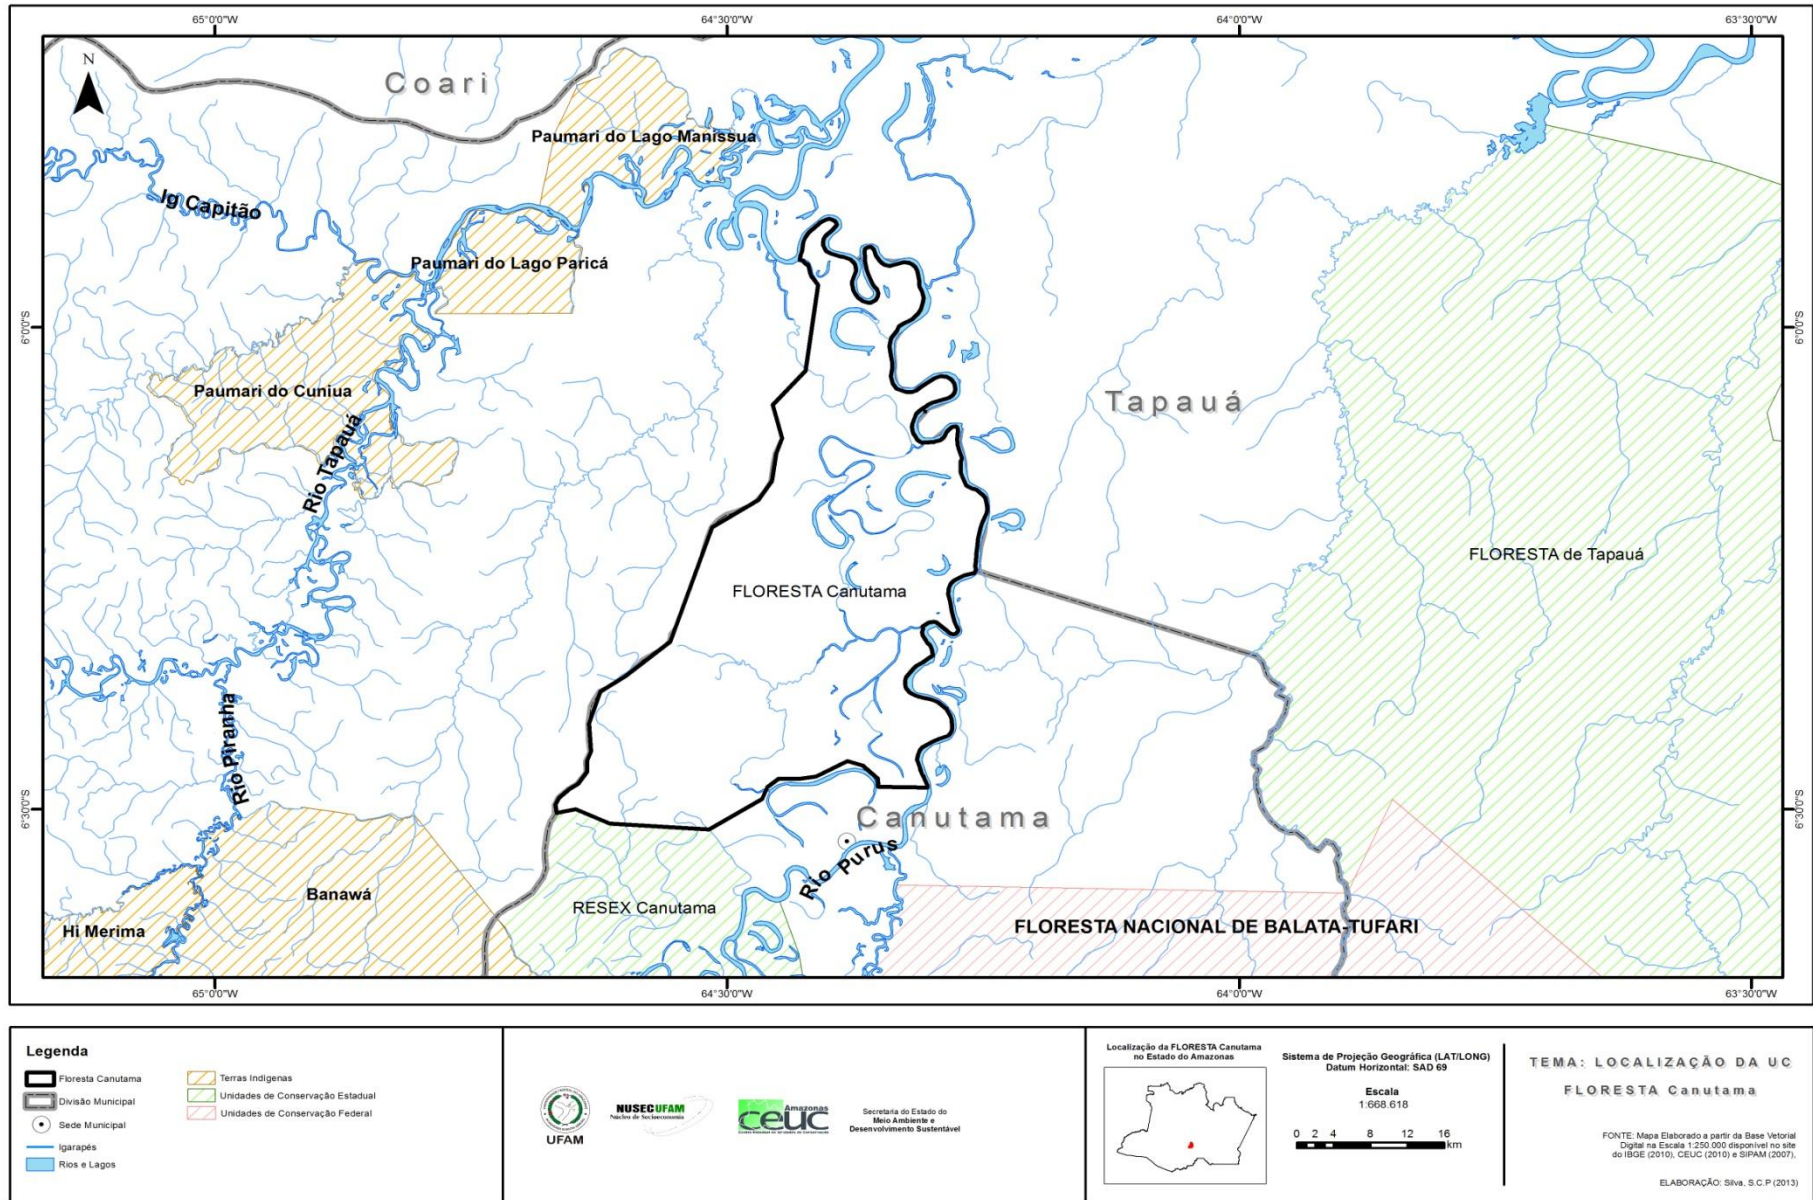 65°0'0"W
64°30'0"W
64°0'0"W
63°30'0"W
N
Coari
Paumari do Lago Manissua
Ig Capitão
Paumari do Lago Paricá
6°0'0"S
6°0'0"S
Paumari do Cuniua
Tapauá
Rio Tapauá
FLORESTA de Tapauá
FLORESTA Canutama
Rio Piranha
6°30'0"S
6°30'0"S
Canutama
Rio Purus
Banawá
RESEX Canutama
Hi Merima
FLORESTA NACIONAL DE BALATA-TUFARI
65°0'0"W
64°30'0"W
64°0'0"W
63°30'0"W
Legenda
Floresta Canutama
Divisão Municipal
Sede Municipal
Igarapés
Rios e Lagos
Terras Indígenas
Unidades de Conservação Estadual
Unidades de Conservação Federal
UFAM
NUSECUFAM
Núcleo de Socioeconomia
Amazonas
ceuc
Secretaria do Estado do
Meio Ambiente e
Desenvolvimento Sustentável
Localização da FLORESTA Canutama
no Estado do Amazonas
Sistema de Projeção Geográfica (LAT/LONG)
Datum Horizontal: SAD 69
Escala
1:668.618
0 2 4 8 12 16
km
TEMA: LOCALIZAÇÃO DA UC
FLORESTA Canutama
FONTE: Mapa Elaborado a partir da Base Vetorial
Digital na Escala 1:250.000 disponível no site
do IBGE (2010), CEUC (2010) e SIPAM (2007),
ELABORAÇÃO: Silva, S.C.P (2013)